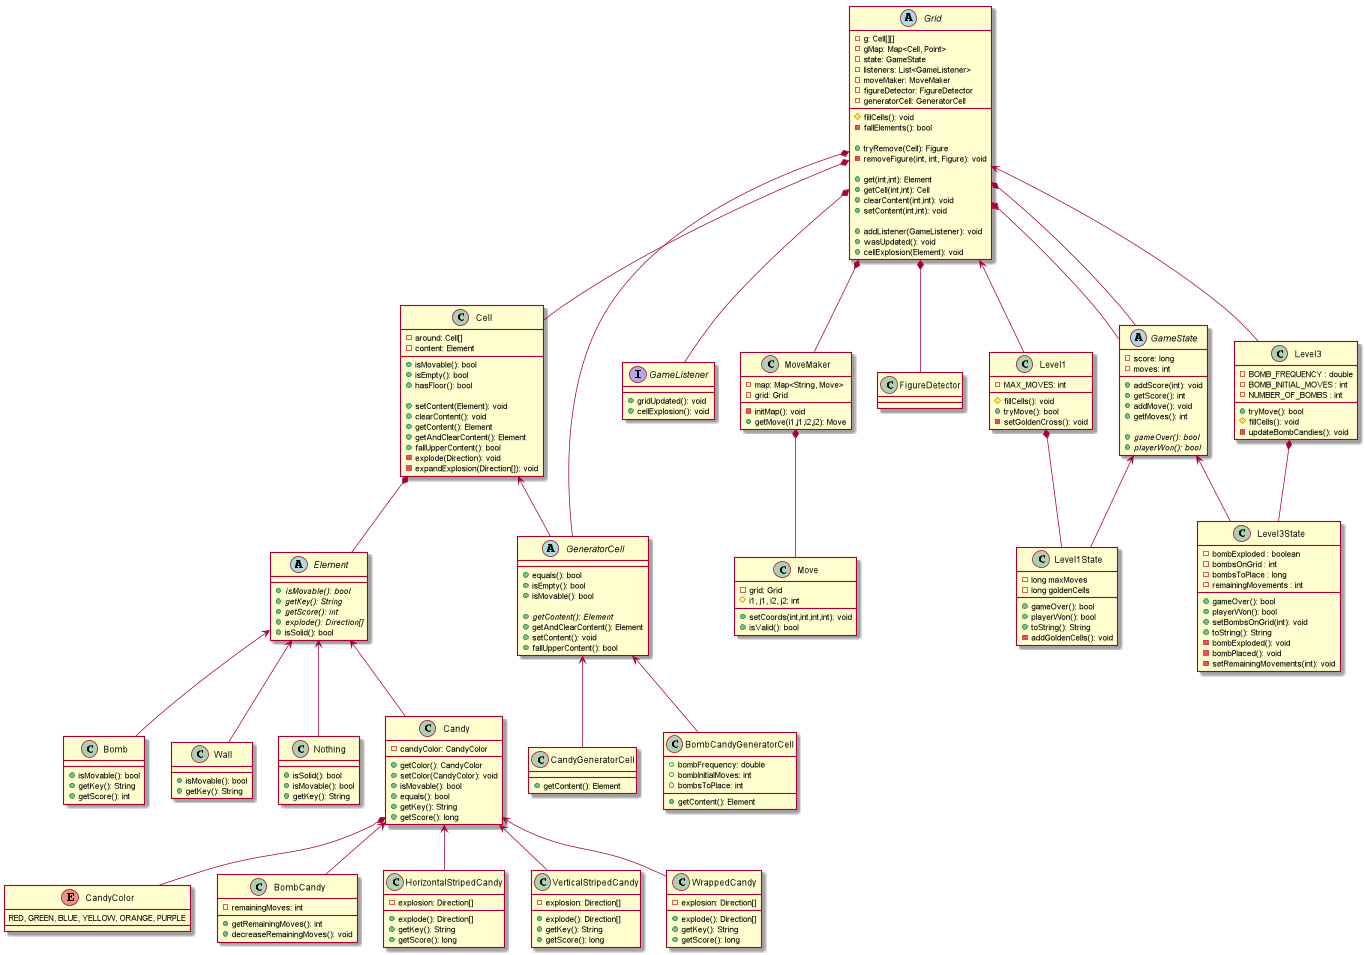 A Grid
g: Cell[][]
gMap: Map<Cell, Point>
state: GameState
listeners: List<GameListener>
moveMaker: MoveMaker
figureDetector: FigureDetector
generatorCell: GeneratorCell
fillCells(): void
fallElements(): bool
tryRemove(Cell): Figure
removeFigure(int, int, Figure): void
get(int,int): Element
getCell(int,int): Cell
clearContent(int,int): void
setContent(int,int): void
addListener(GameListener): void
wasUpdated(): void
cellExplosion(Element): void
C Cell
around: Cell[]
content: Element
isMovable(): bool
isEmpty(): bool
hasFloor(): bool
setContent(Element): void
clearContent(): void
getContent(): Element
getAndClearContent(): Element
fallUpperContent(): bool
explode(Direction): void
expandExplosion(Direction[]): void
I GameListener
gridUpdated(): void
cellExplosion(): void
C MoveMaker
map: Map<String, Move>
grid: Grid
initMap(): void
getMove(i1,j1,i2,j2): Move
C FigureDetector
C Level1
MAX_MOVES: int
fillCells(): void
tryMove(): bool
setGoldenCross(): void
A GameState
score: long
moves: int
addScore(int): void
getScore(): int
addMove(): void
getMoves(): int
gameOver(): bool
playerWon(): bool
C Level3
BOMB_FREQUENCY : double
BOMB_INITIAL_MOVES : int
NUMBER_OF_BOMBS : int
tryMove(): bool
fillCells(): void
updateBombCandies(): void
A Element
isMovable(): bool
getKey(): String
getScore(): int
explode(): Direction[]
isSolid(): bool
A GeneratorCell
equals(): bool
isEmpty(): bool
isMovable(): bool
getContent(): Element
getAndClearContent(): Element
setContent(): void
fallUpperContent(): bool
C Move
grid: Grid
i1, j1, i2, j2: int
setCoords(int,int,int,int): void
isValid(): bool
C Level1State
long maxMoves
long goldenCells
gameOver(): bool
playerWon(): bool
toString(): String
addGoldenCells(): void
C Level3State
bombExploded : boolean
bombsOnGrid : int
bombsToPlace : long
remainingMovements : int
gameOver(): bool
playerWon(): bool
setBombsOnGrid(int): void
toString(): String
bombExploded(): void
bombPlaced(): void
setRemainingMovements(int): void
C Bomb
isMovable(): bool
getKey(): String
getScore(): int
C Wall
isMovable(): bool
getKey(): String
C Nothing
isSolid(): bool
isMovable(): bool
getKey(): String
C Candy
candyColor: CandyColor
getColor(): CandyColor
setColor(CandyColor): void
isMovable(): bool
equals(): bool
getKey(): String
getScore(): long
C CandyGeneratorCell
getContent(): Element
C BombCandyGeneratorCell
bombFrequency: double
bombInitialMoves: int
bombsToPlace: int
getContent(): Element
E CandyColor
RED, GREEN, BLUE, YELLOW, ORANGE, PURPLE
C BombCandy
remainingMoves: int
getRemainingMoves(): int
decreaseRemainingMoves(): void
C HorizontalStripedCandy
explosion: Direction[]
explode(): Direction[]
getKey(): String
getScore(): long
C VerticalStripedCandy
explosion: Direction[]
explode(): Direction[]
getKey(): String
getScore(): long
C WrappedCandy
explosion: Direction[]
explode(): Direction[]
getKey(): String
getScore(): long